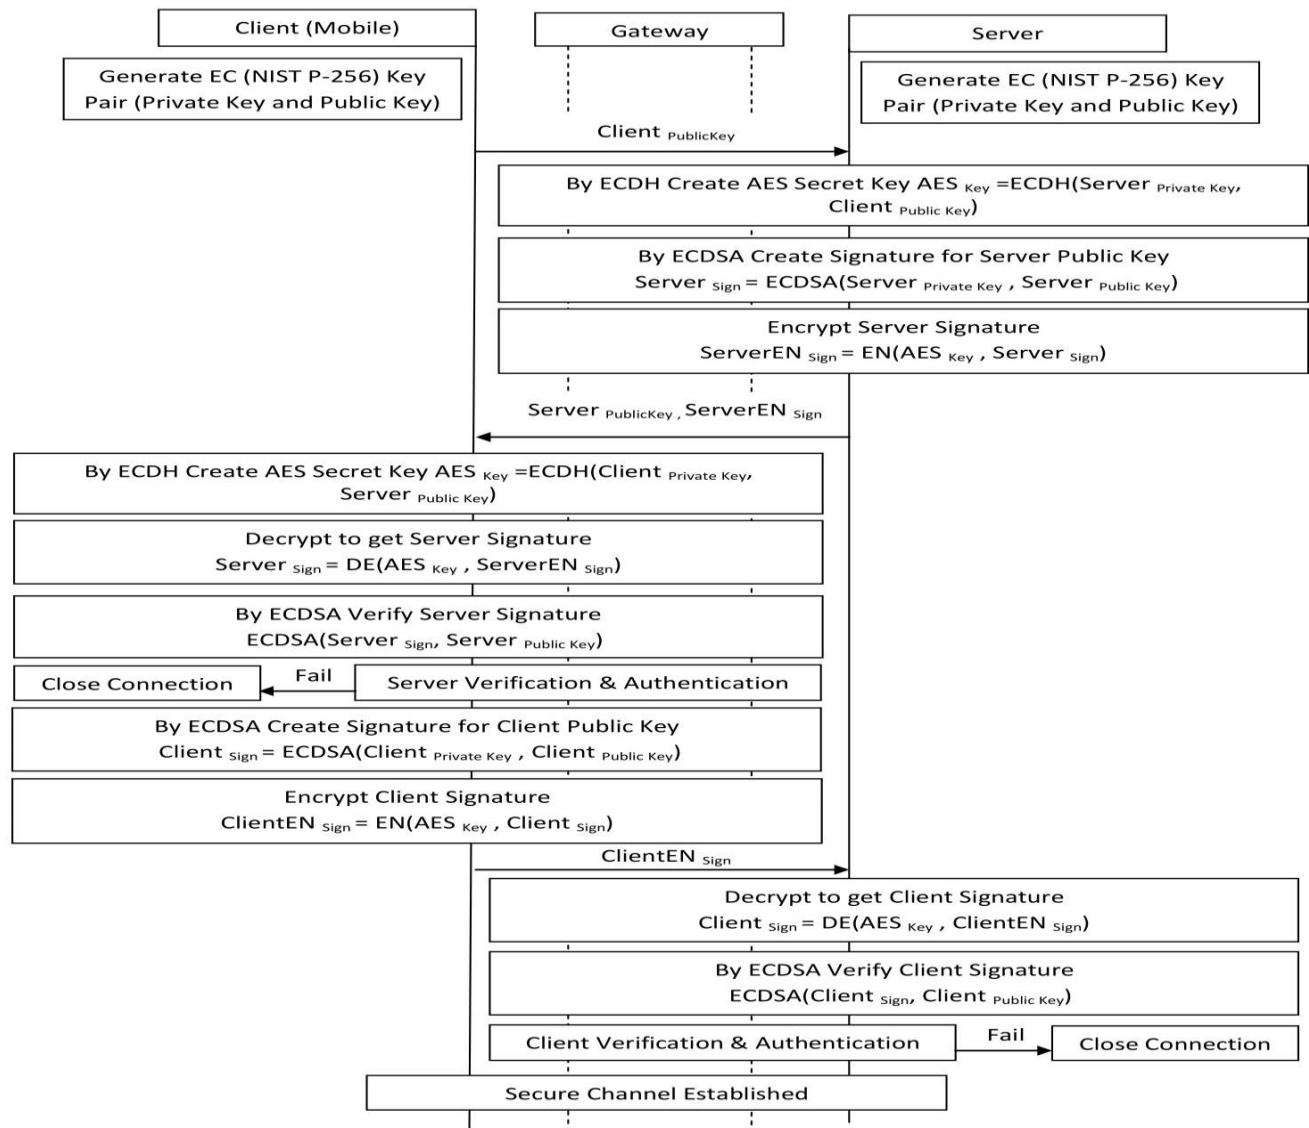 Client (Mobile)
Gateway
Server
Generate EC (NIST P-256) Key
Pair (Private Key and Public Key)
Generate EC (NIST P-256) Key
Pair (Private Key and Public Key)
Client PublicKey
By ECDH Create AES Secret Key AES Key =ECDH(Server Private Key,
Client Public Key)
By ECDSA Create Signature for Server Public Key
Server Sign = ECDSA(Server Private Key , Server Public Key)
Encrypt Server Signature
ServerEN Sign = EN(AES Key , Server Sign)
Server PublicKey , ServerEN Sign
By ECDH Create AES Secret Key AES Key =ECDH(Client Private Key,
Server Public Key)
Decrypt to get Server Signature
Server Sign = DE(AES Key , ServerEN Sign)
By ECDSA Verify Server Signature
ECDSA(Server Sign, Server Public Key)
Close Connection
Fail
Server Verification & Authentication
By ECDSA Create Signature for Client Public Key
Client Sign = ECDSA(Client Private Key , Client Public Key)
Encrypt Client Signature
ClientEN Sign = EN(AES Key , Client Sign)
ClientEN Sign
Decrypt to get Client Signature
Client Sign = DE(AES Key , ClientEN Sign)
By ECDSA Verify Client Signature
ECDSA(Client Sign, Client Public Key)
Client Verification & Authentication
Fail
Close Connection
Secure Channel Established